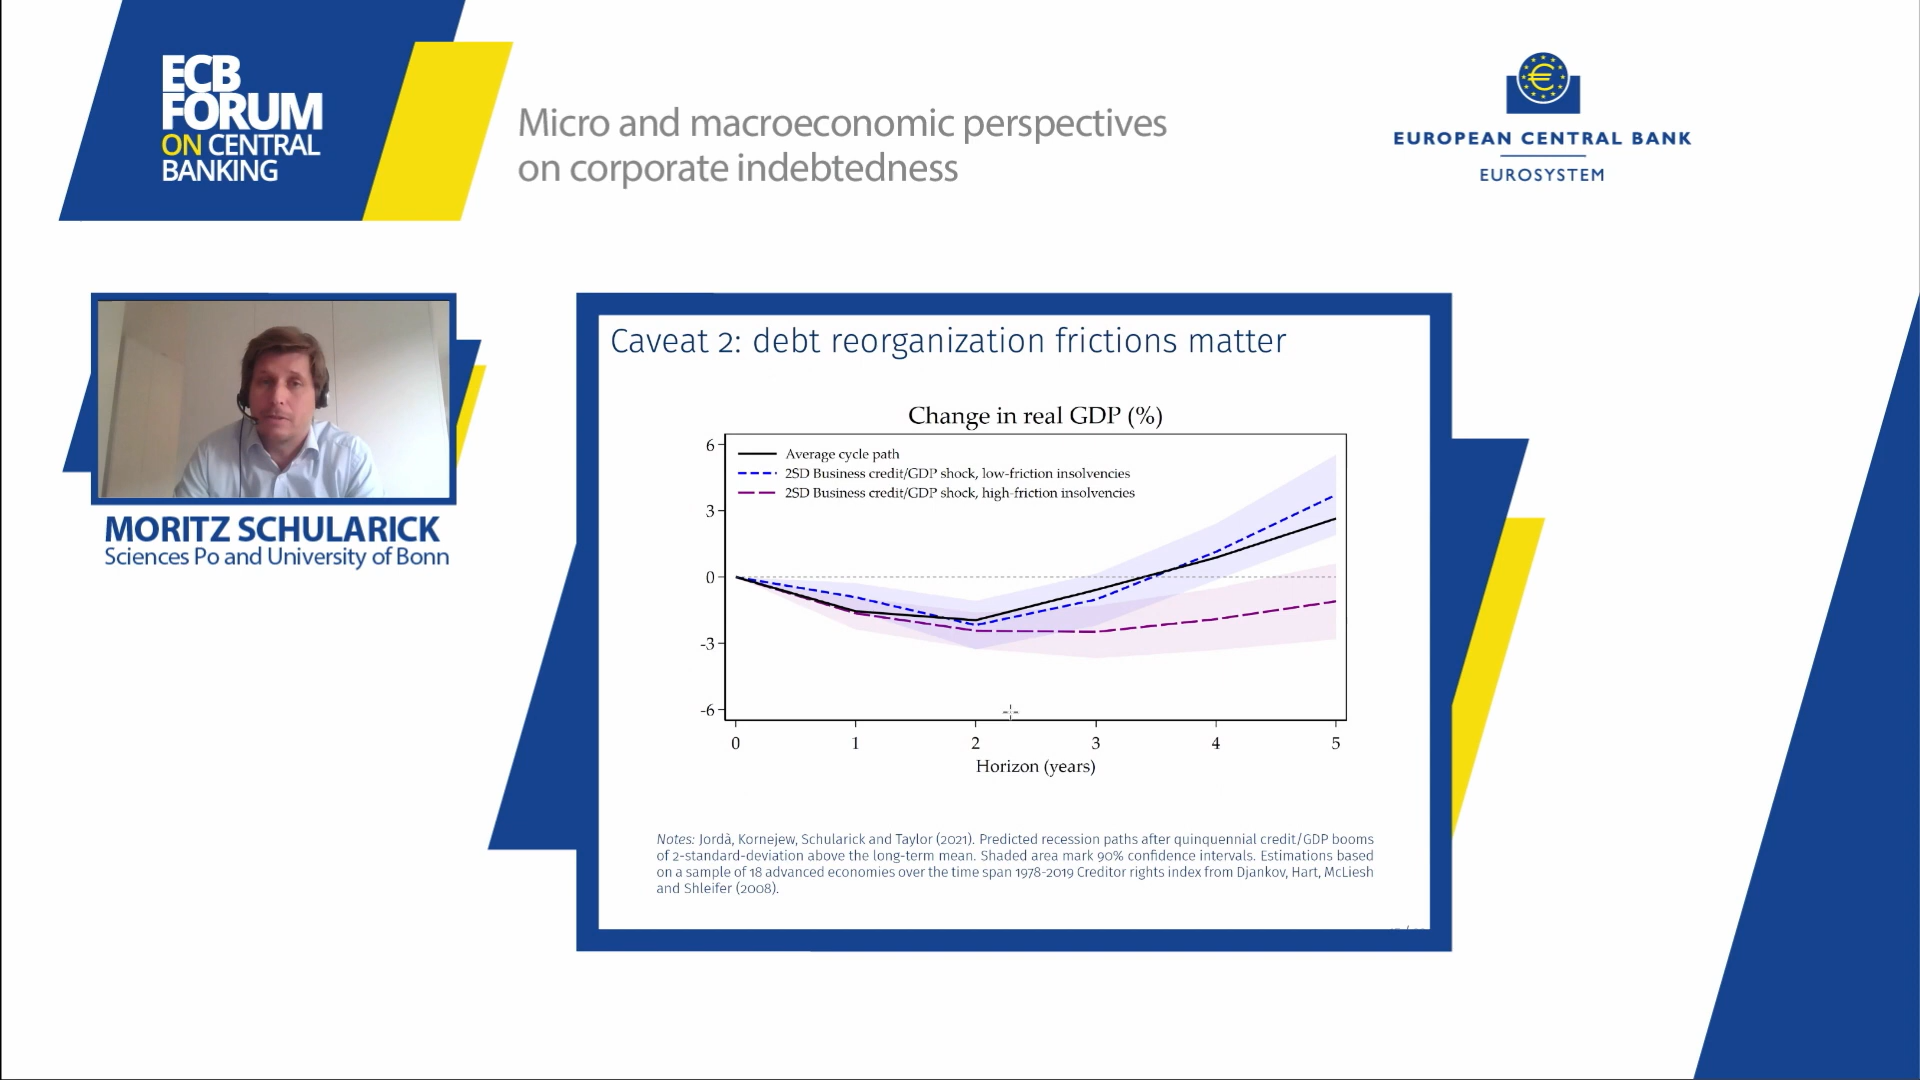 ECB
FORUM
ON CENTRAL
BANKING
Micro and macroeconomic perspectives
on corporate indebtedness
EUROPEAN CENTRAL BANK
EUROSYSTEM
MORITZ SCHULARICK
Sciences Po and University of Bonn
Caveat 2: debt reorganization frictions matter
Change in real GDP (%)
Average cycle path
2SD Business credit/GDP shock, low-friction insolvencies
2SD Business credit/GDP shock, high-friction insolvencies
6
3
0
-3
-6
0 1 2 3 4 5
Horizon (years)
Notes: Jordà, Kornejew, Schularick and Taylor (2021). Predicted recession paths after quinquennial credit/GDP booms
of 2-standard-deviation above the long-term mean. Shaded area mark 90% confidence intervals. Estimations based
on a sample of 18 advanced economies over the time span 1978-2019 Creditor rights index from Djankov, Hart, McLiesh
and Shleifer (2008).